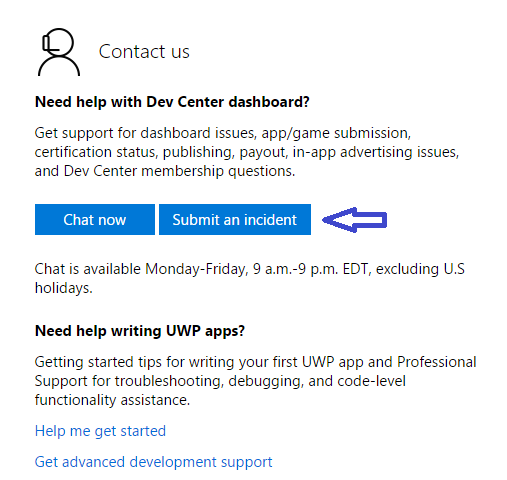 Contact us
Need help with Dev Center dashboard?
Get support for dashboard issues, app/game submission,
certification status, publishing, payout, in-app advertising issues,
and Dev Center membership questions.
Chat now
Submit an incident
Chat is available Monday-Friday, 9 a.m.-9 p.m. EDT, excluding U.S
holidays.
Need help writing UWP apps?
Getting started tips for writing your first UWP app and Professional
Support for troubleshooting, debugging, and code-level
functionality assistance.
Help me get started
Get advanced development support